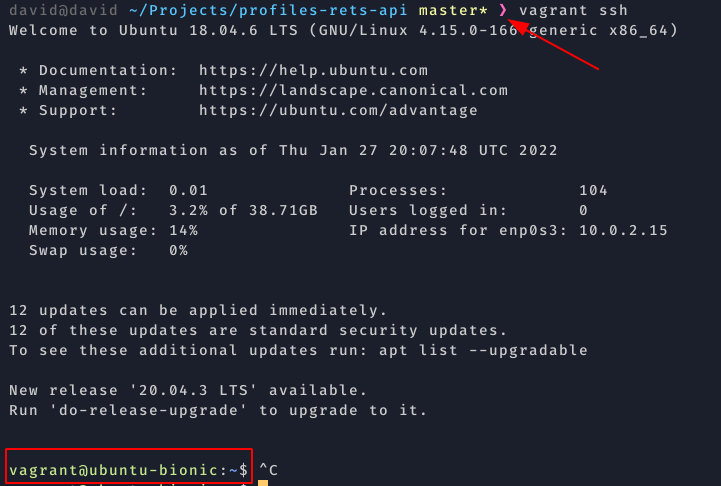 david@david ~/Projects/profiles-rets-api master* ❯ vagrant ssh
Welcome to Ubuntu 18.04.6 LTS (GNU/Linux 4.15.0-166-generic x86_64)
* Documentation: https://help.ubuntu.com
* Management: https://landscape.canonical.com
* Support: https://ubuntu.com/advantage
System information as of Thu Jan 27 20:07:48 UTC 2022
System load: 0.01 Processes: 104
Usage of /: 3.2% of 38.71GB Users logged in: 0
Memory usage: 14% IP address for enp0s3: 10.0.2.15
Swap usage: 0%
12 updates can be applied immediately.
12 of these updates are standard security updates.
To see these additional updates run: apt list --upgradable
New release '20.04.3 LTS' available.
Run 'do-release-upgrade' to upgrade to it.
vagrant@ubuntu-bionic:~$ ^C